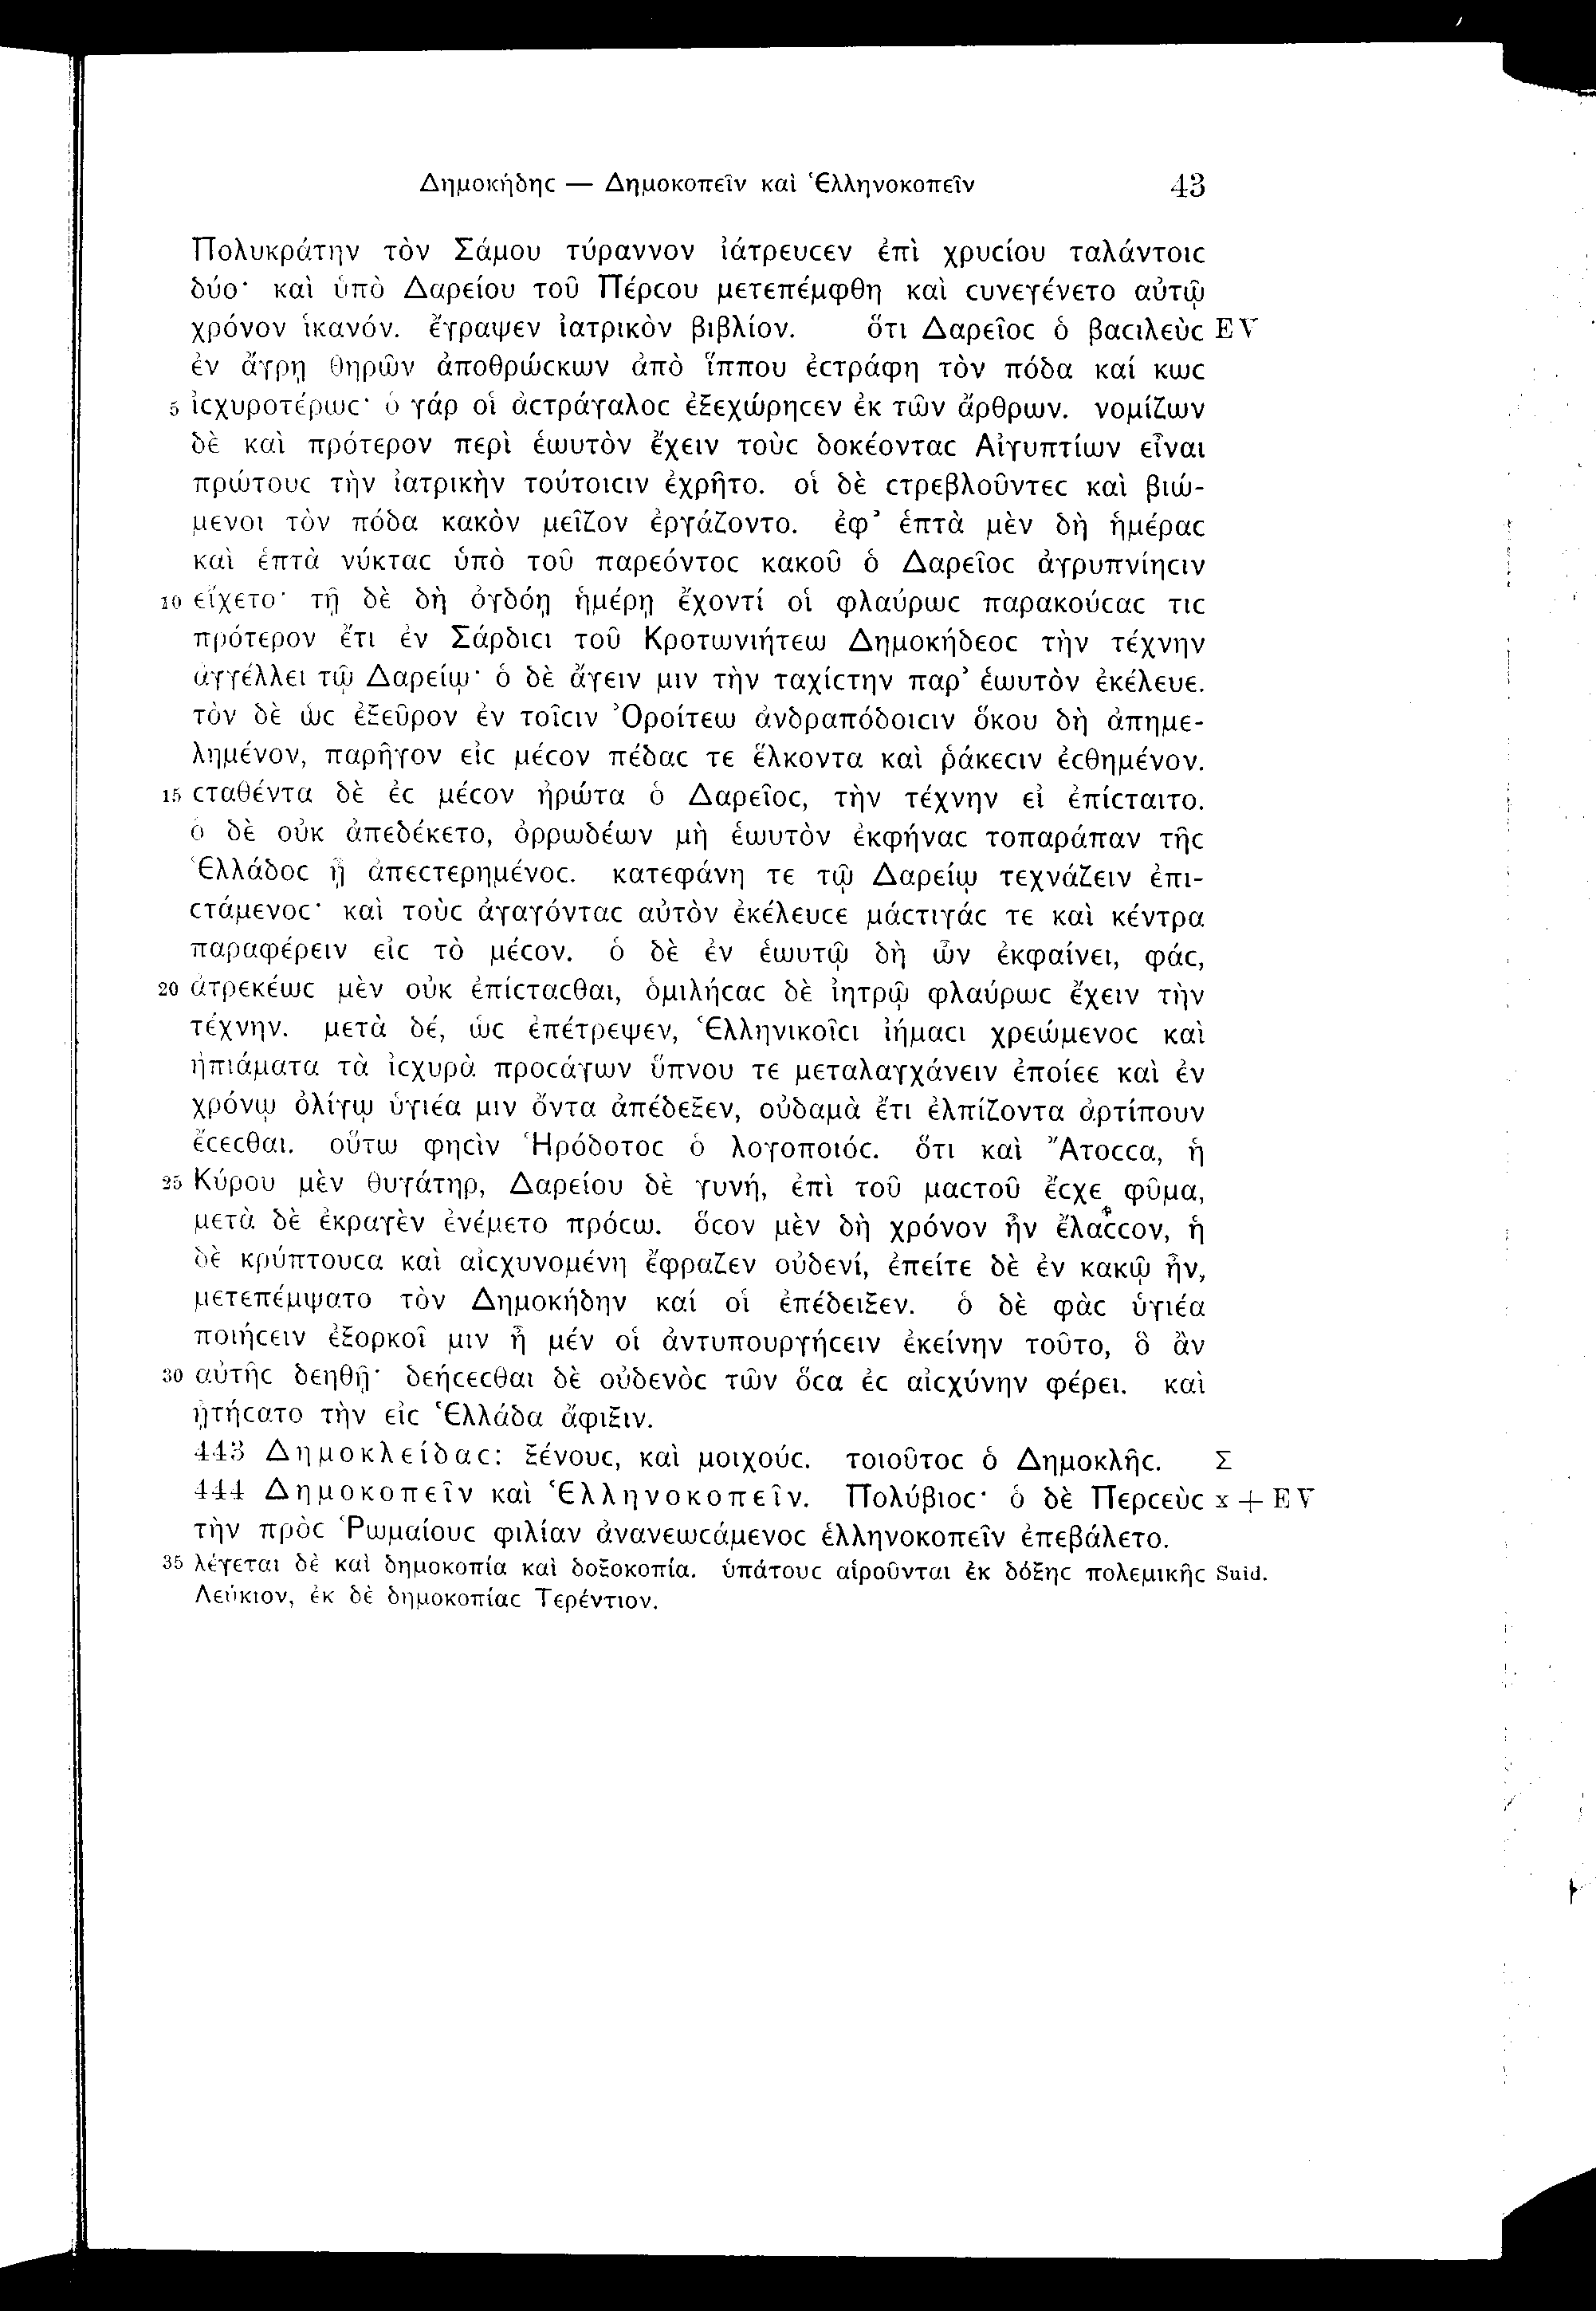 Δημοκήδηϲ — Δημοκοπεῖν καὶ Ἑλληνοκοπεῖν 43
Πολυκράτην τὸν Σάμου τύραννον ἰάτρευϲεν ἐπὶ χρυϲίου ταλάντοιϲ
δύο· καὶ ὑπὸ Δαρείου τοῦ Πέρϲου μετεπέμφθη καὶ ϲυνεγένετο αὐτῷ
χρόνον ἱκανόν. ἔγραψεν ἰατρικὸν βιβλίον. ὅτι Δαρεῖοϲ ὁ βαϲιλεὺϲ EV
ἐν ἄγρῃ θηρῶν ἀποθρώϲκων ἀπὸ ἵππου ἐϲτράφη τὸν πόδα καί κωϲ
5 ἰϲχυροτέρωϲ· ὁ γάρ οἱ ἀϲτράγαλοϲ ἐξεχώρηϲεν ἐκ τῶν ἄρθρων. νομίζων
δὲ καὶ πρότερον περὶ ἑωυτὸν ἔχειν τοὺϲ δοκέονταϲ Αἰγυπτίων εἶναι
πρώτουϲ τὴν ἰατρικὴν τούτοιϲιν ἐχρῆτο. οἱ δὲ ϲτρεβλοῦντεϲ καὶ βιώ-
μενοι τὸν πόδα κακὸν μεῖζον ἐργάζοντο. ἐφ’ ἑπτὰ μὲν δὴ ἡμέραϲ
καὶ ἑπτὰ νύκταϲ ὑπὸ τοῦ παρεόντοϲ κακοῦ ὁ Δαρεῖοϲ ἀγρυπνίηϲιν
10 εἴχετο· τῇ δὲ δὴ ὀγδόῃ ἡμέρῃ ἔχοντί οἱ φλαύρωϲ παρακούϲαϲ τιϲ
πρότερον ἔτι ἐν Σάρδιϲι τοῦ Κροτωνιήτεω Δημοκήδεοϲ τὴν τέχνην
ἀγγέλλει τῷ Δαρείῳ· ὁ δὲ ἄγειν μιν τὴν ταχίϲτην παρ’ ἑωυτὸν ἐκέλευε.
τὸν δὲ ὡϲ ἐξεῦρον ἐν τοῖϲιν Ὀροίτεω ἀνδραπόδοιϲιν ὅκου δὴ ἀπημε-
λημένον, παρῆγον εἰϲ μέϲον πέδαϲ τε ἕλκοντα καὶ ῥάκεϲιν ἐϲθημένον.
15 ϲταθέντα δὲ ἐϲ μέϲον ἠρώτα ὁ Δαρεῖοϲ, τὴν τέχνην εἰ ἐπίϲταιτο.
ὁ δὲ οὐκ ἀπεδέκετο, ὀρρωδέων μὴ ἑωυτὸν ἐκφήναϲ τοπαράπαν τῆϲ
Ἑλλάδοϲ ᾖ ἀπεϲτερημένοϲ. κατεφάνη τε τῷ Δαρείῳ τεχνάζειν ἐπι-
ϲτάμενοϲ· καὶ τοὺϲ ἀγαγόνταϲ αὐτὸν ἐκέλευϲε μάϲτιγάϲ τε καὶ κέντρα
παραφέρειν εἰϲ τὸ μέϲον. ὁ δὲ ἐν ἑωυτῷ δὴ ὦν ἐκφαίνει, φάϲ,
20 ἀτρεκέωϲ μὲν οὐκ ἐπίϲταϲθαι, ὁμιλήϲαϲ δὲ ἰητρῷ φλαύρωϲ ἔχειν τὴν
τέχνην. μετὰ δέ, ὡϲ ἐπέτρεψεν, Ἑλληνικοῖϲι ἰήμαϲι χρεώμενοϲ καὶ
ἠπιάματα τὰ ἰϲχυρὰ προϲάγων ὕπνου τε μεταλαγχάνειν ἐποίεε καὶ ἐν
χρόνῳ ὀλίγῳ ὑγιέα μιν ὄντα ἀπέδεξεν, οὐδαμὰ ἔτι ἐλπίζοντα ἀρτίπουν
ἔϲεϲθαι. οὕτω φηϲὶν Ἡρόδοτοϲ ὁ λογοποιόϲ. ὅτι καὶ Ἄτοϲϲα, ἡ
25 Κύρου μὲν θυγάτηρ, Δαρείου δὲ γυνή, ἐπὶ τοῦ μαϲτοῦ ἔϲχε φῦμα,
μετὰ δὲ ἐκραγὲν ἐνέμετο πρόϲω. ὅϲον μὲν δὴ χρόνον ἦν ἔλαϲϲον, ἡ
δὲ κρύπτουϲα καὶ αἰϲχυνομένη ἔφραζεν οὐδενί, ἐπείτε δὲ ἐν κακῷ ἦν,
μετεπέμψατο τὸν Δημοκήδην καί οἱ ἐπέδειξεν. ὁ δὲ φὰϲ ὑγιέα
ποιήϲειν ἐξορκοῖ μιν ἦ μέν οἱ ἀντυπουργήϲειν ἐκείνην τοῦτο, ὃ ἂν
30 αὐτῆϲ δεηθῇ· δεήϲεϲθαι δὲ οὐδενὸϲ τῶν ὅϲα ἐϲ αἰϲχύνην φέρει. καὶ
ᾐτήϲατο τὴν εἰϲ Ἑλλάδα ἄφιξιν.
443 Δημοκλείδαϲ: ξένουϲ, καὶ μοιχούϲ. τοιοῦτοϲ ὁ Δημοκλῆϲ. Σ
444 Δημοκοπεῖν καὶ Ἑλληνοκοπεῖν. Πολύβιοϲ· ὁ δὲ Περϲεὺϲ x + EV
τὴν πρὸϲ Ῥωμαίουϲ φιλίαν ἀνανεωϲάμενοϲ ἑλληνοκοπεῖν ἐπεβάλετο.
35 λέγεται δὲ καὶ δημοκοπία καὶ δοξοκοπία. ὑπάτουϲ αἱροῦνται ἐκ δόξηϲ πολεμικῆϲ Suid.
Λεύκιον, ἐκ δὲ δημοκοπίαϲ Τερέντιον.